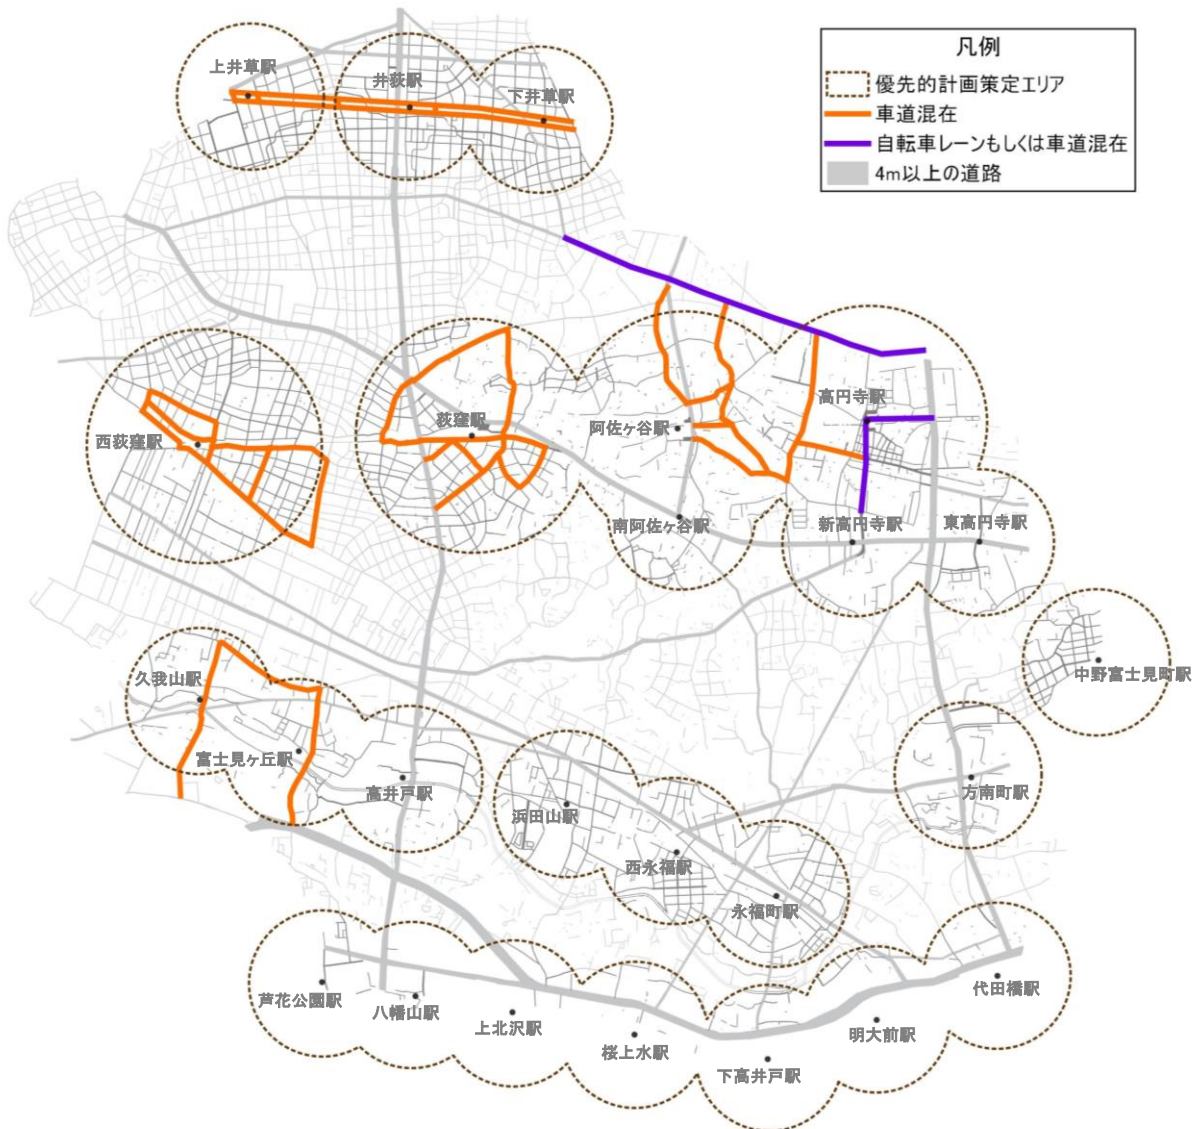 凡例
優先的計画策定エリア
車道混在
自転車レーンもしくは車道混在
4m以上の道路
上井草駅
井荻駅
下井草駅
西荻窪駅
荻窪駅
阿佐ヶ谷駅
高円寺駅
南阿佐ヶ谷駅
新高円寺駅
東高円寺駅
中野富士見町駅
久我山駅
富士見ヶ丘駅
高井戸駅
浜田山駅
西永福駅
永福町駅
方南町駅
芦花公園駅
八幡山駅
上北沢駅
桜上水駅
下高井戸駅
明大前駅
代田橋駅